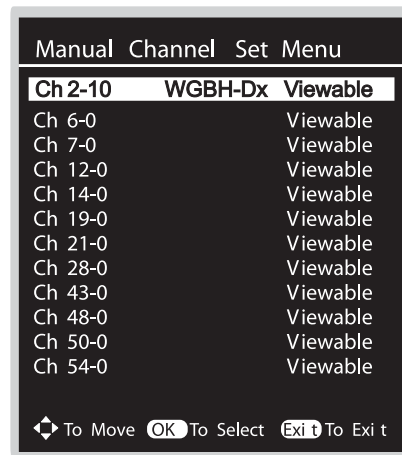 Manual Channel Set Menu
Ch 2-10 WGBH-Dx Viewable
Ch 6-0 Viewable
Ch 7-0 Viewable
Ch 12-0 Viewable
Ch 14-0 Viewable
Ch 19-0 Viewable
Ch 21-0 Viewable
Ch 28-0 Viewable
Ch 43-0 Viewable
Ch 48-0 Viewable
Ch 50-0 Viewable
Ch 54-0 Viewable
To Move OK To Select Exi t To Exi t